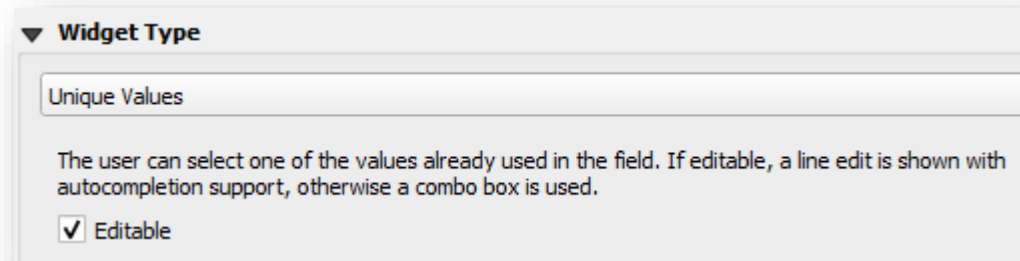 Widget Type
Unique Values
The user can select one of the values already used in the field. If editable, a line edit is shown with
autocompletion support, otherwise a combo box is used.
Editable